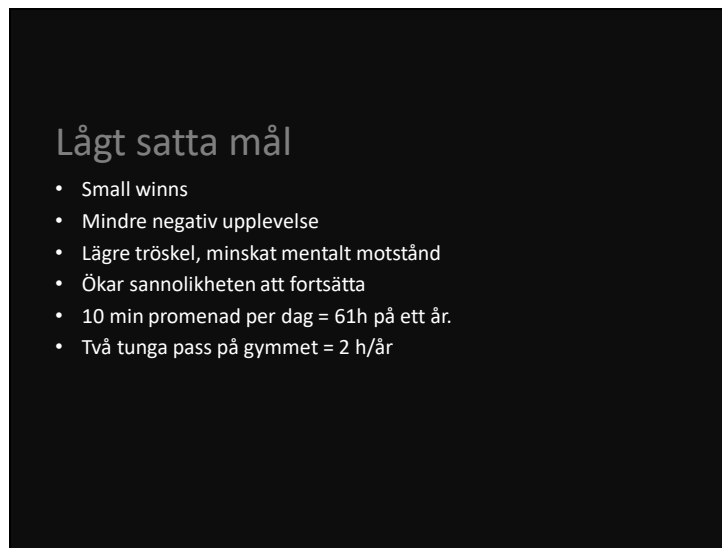 Lågt satta mål
• Small winns
• Mindre negativ upplevelse
• Lägre tröskel, minskat mentalt motstånd
• Ökar sannolikheten att fortsätta
• 10 min promenad per dag = 61h på ett år.
• Två tunga pass på gymmet = 2 h/år